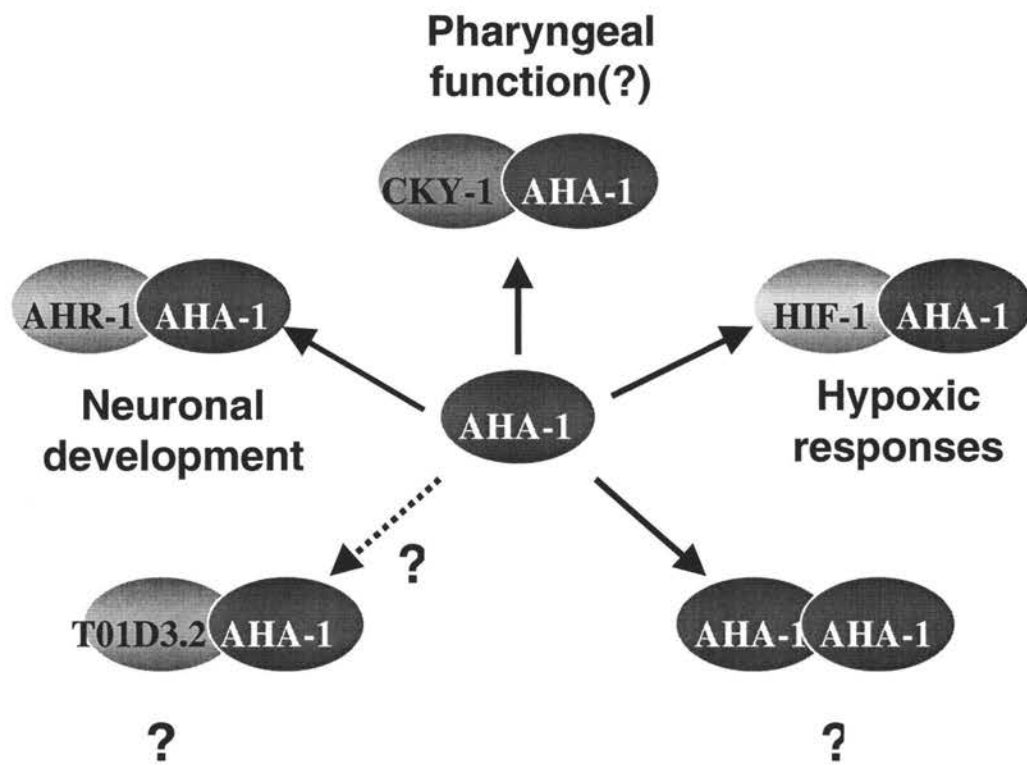 Pharyngeal
function(?)
CKY-1 AHA-1
AHR-1 AHA-1
HIF-1 AHA-1
Neuronal
development
AHA-1
Hypoxic
responses
?
T01D3.2 AHA-1
AHA-1 AHA-1
?
?